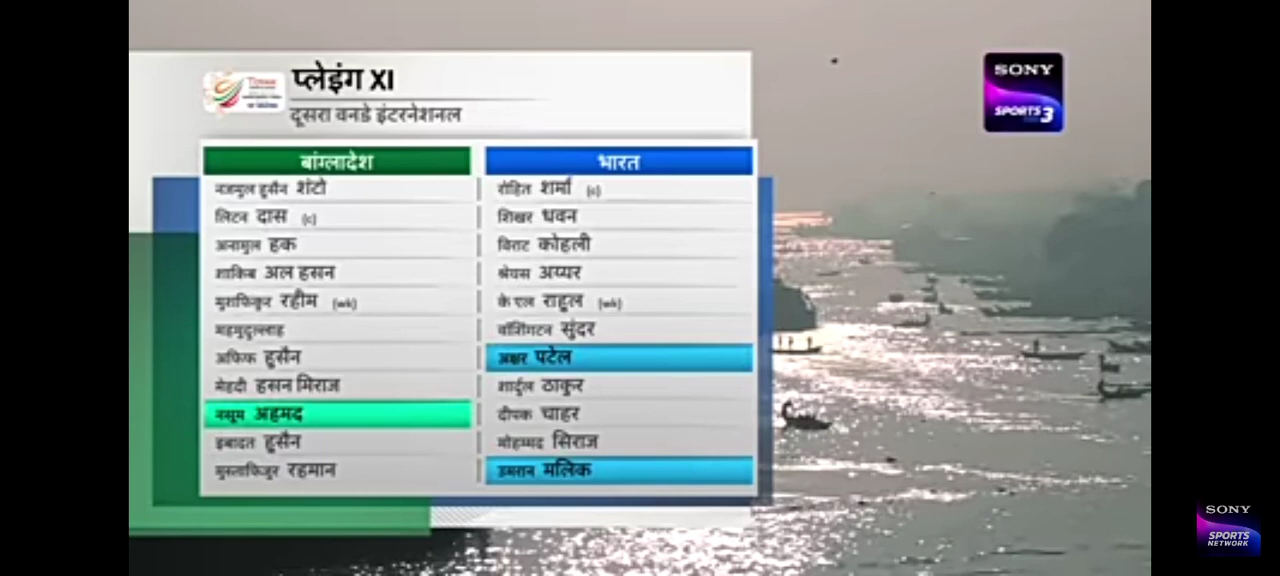 प्लेइंग XI
दूसरा वनडे इंटरनेशनल
SONY
SPORTS 3
बांग्लादेश
भारत
नजमुल हुसैन शंटो
रोहित शर्मा (c)
लिटन दास (c)
शिखर धवन
अनामुल हक
विराट कोहली
शाकिब अल हसन
श्रेयस अय्यर
मुशफिकुर रहीम (wk)
के एल राहुल (wk)
महमुदुल्लाह
वॉशिंगटन सुंदर
अफिफ हुसैन
अक्षर पटेल
मेहदी हसन मिराज
शार्दुल ठाकुर
नसूम अहमद
दीपक चाहर
इबादत हुसैन
मोहम्मद सिराज
मुस्ताफिजुर रहमान
उमरान मलिक
SONY
SPORTS
NETWORK